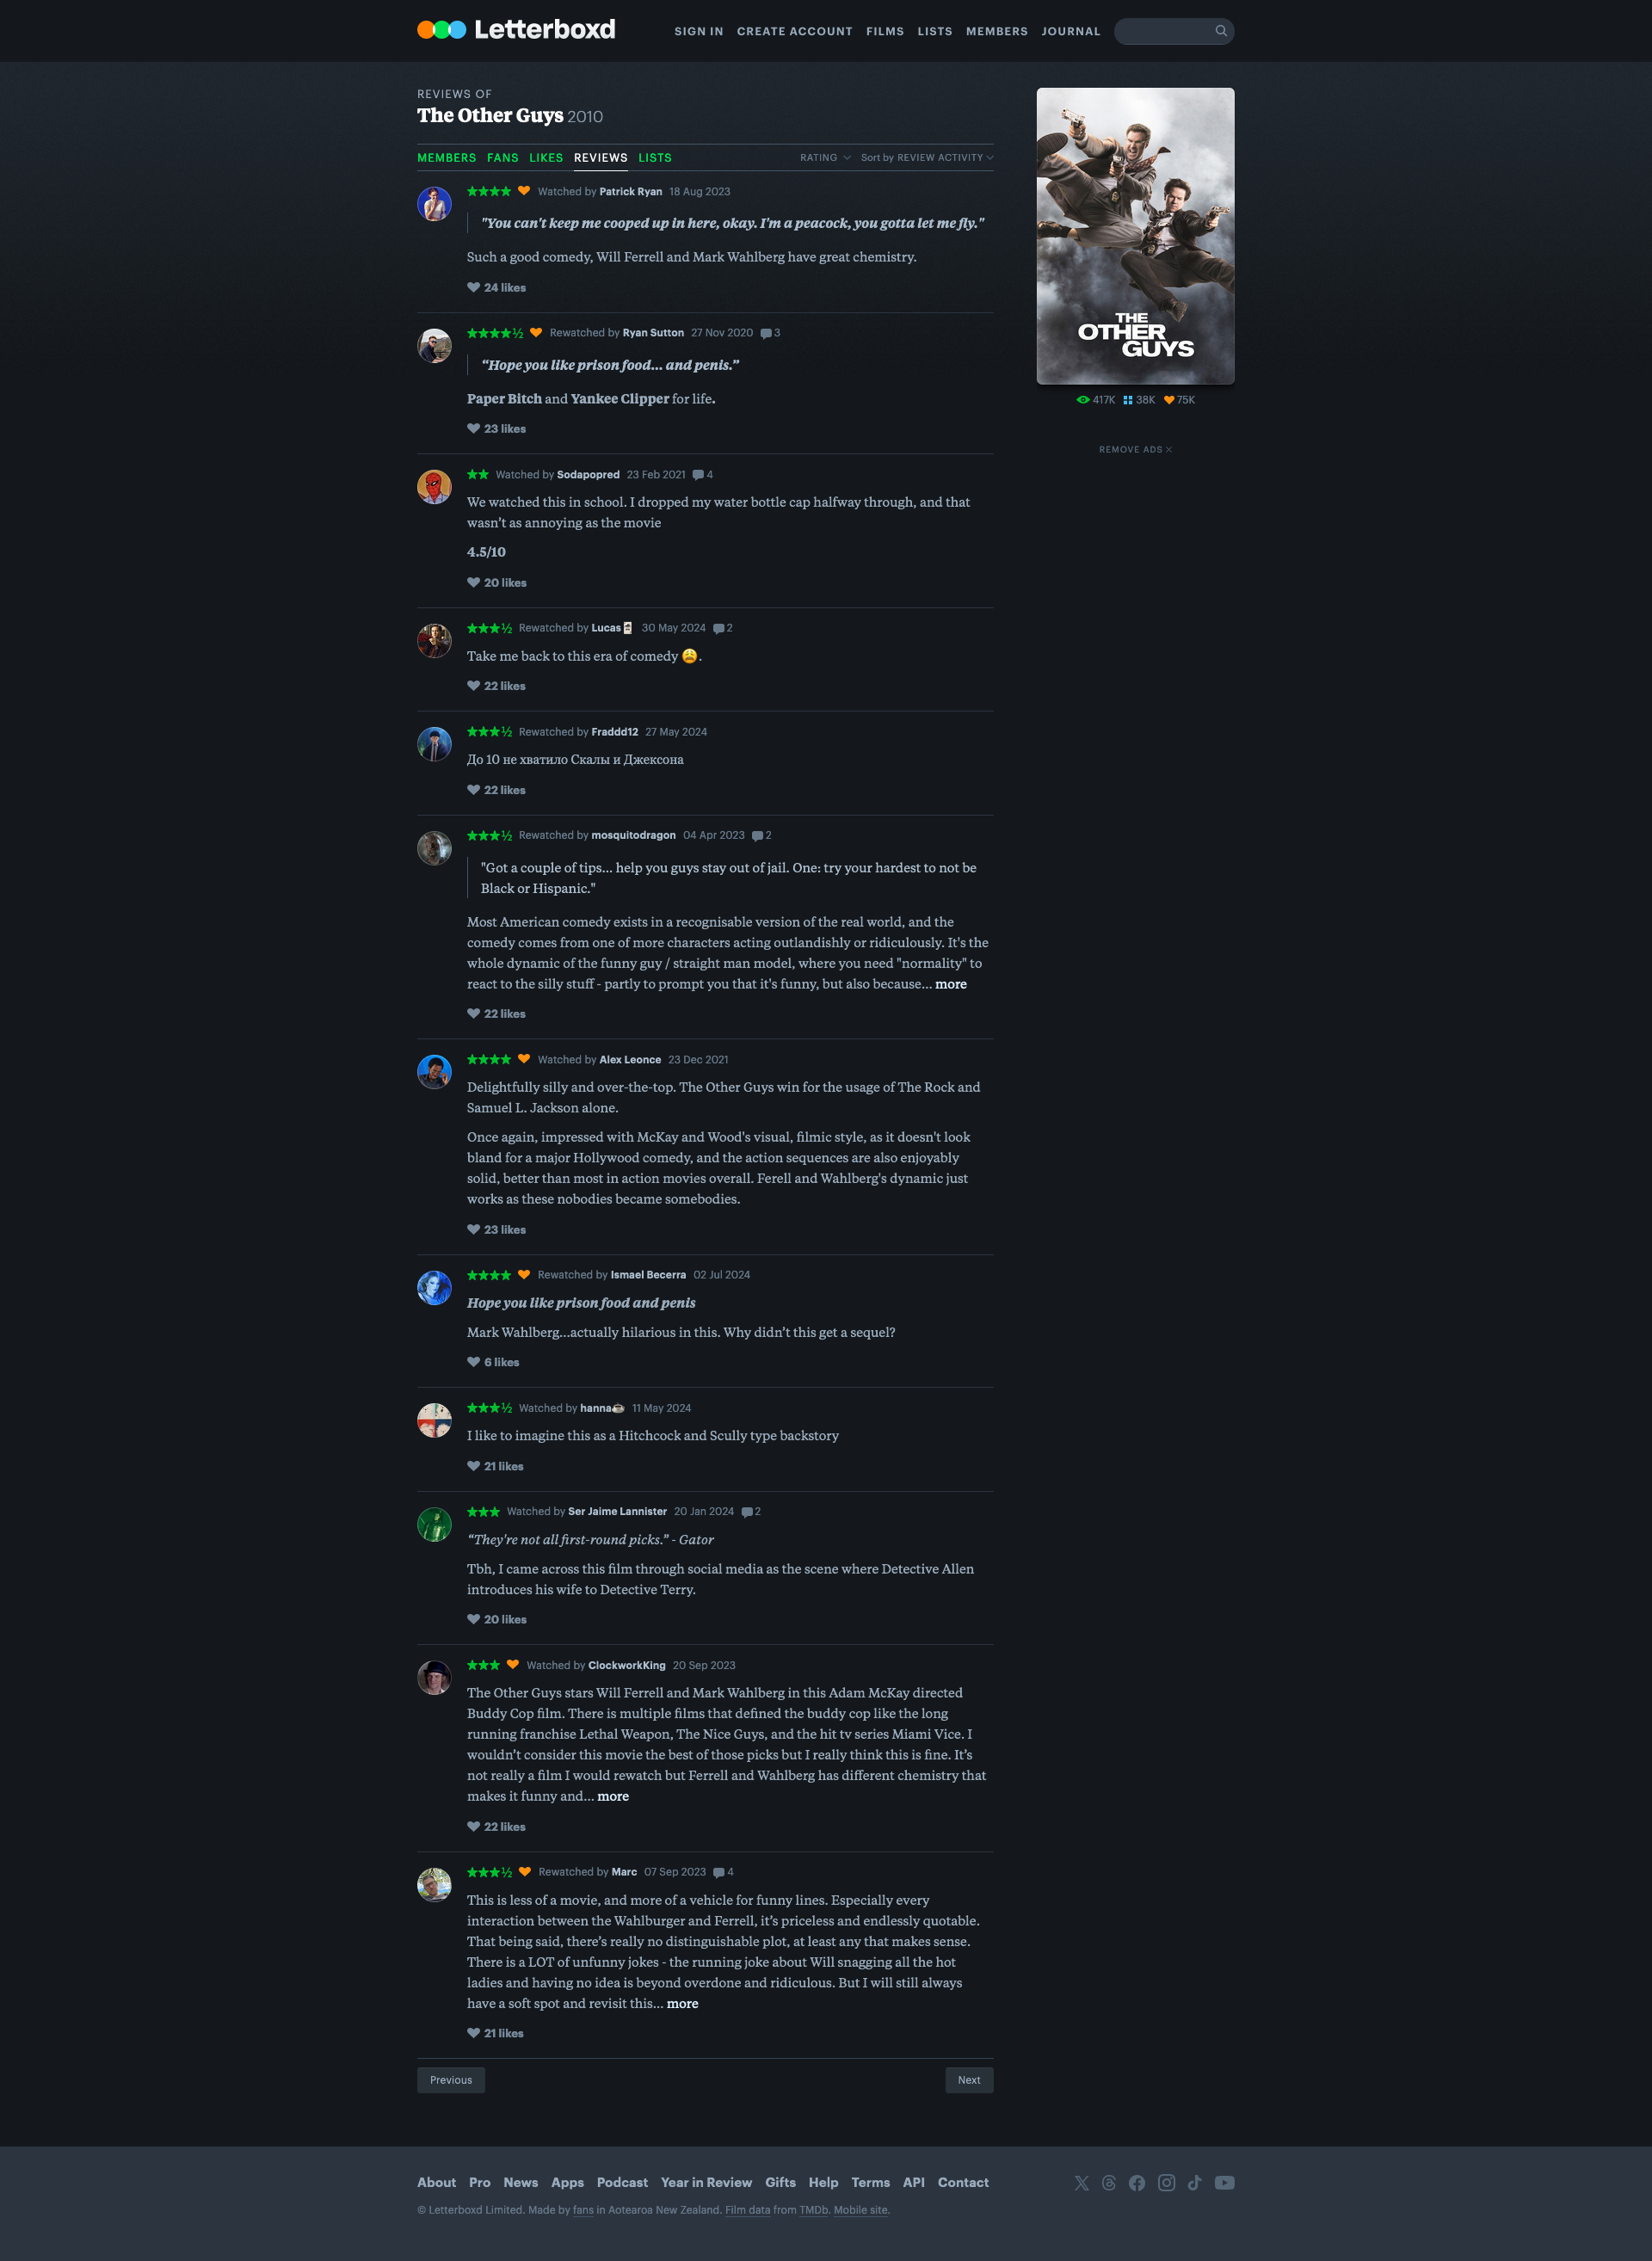 Letterboxd
SIGN IN CREATE ACCOUNT FILMS LISTS MEMBERS JOURNAL
REVIEWS OF
The Other Guys 2010
MEMBERS FANS LIKES REVIEWS LISTS RATING Sort by REVIEW ACTIVITY
★★★★ Watched by Patrick Ryan 18 Aug 2023
"You can't keep me cooped up in here, okay. I'm a peacock, you gotta let me fly."
Such a good comedy, Will Ferrell and Mark Wahlberg have great chemistry.
24 likes
★★★★½ Rewatched by Ryan Sutton 27 Nov 2020 3
“Hope you like prison food... and penis.”
Paper Bitch and Yankee Clipper for life.
23 likes
★★ Watched by Sodapopred 23 Feb 2021 4
We watched this in school. I dropped my water bottle cap halfway through, and that
wasn’t as annoying as the movie
4.5/10
20 likes
★★★½ Rewatched by Lucas🃏 30 May 2024 2
Take me back to this era of comedy 😩.
22 likes
★★★½ Rewatched by Fraddd12 27 May 2024
До 10 не хватило Скалы и Джексона
22 likes
★★★½ Rewatched by mosquitodragon 04 Apr 2023 2
"Got a couple of tips... help you guys stay out of jail. One: try your hardest to not be
Black or Hispanic."
Most American comedy exists in a recognisable version of the real world, and the
comedy comes from one of more characters acting outlandishly or ridiculously. It's the
whole dynamic of the funny guy / straight man model, where you need "normality" to
react to the silly stuff - partly to prompt you that it's funny, but also because… more
22 likes
★★★★ Watched by Alex Leonce 23 Dec 2021
Delightfully silly and over-the-top. The Other Guys win for the usage of The Rock and
Samuel L. Jackson alone.
Once again, impressed with McKay and Wood's visual, filmic style, as it doesn't look
bland for a major Hollywood comedy, and the action sequences are also enjoyably
solid, better than most in action movies overall. Ferell and Wahlberg's dynamic just
works as these nobodies became somebodies.
23 likes
★★★★ Rewatched by Ismael Becerra 02 Jul 2024
Hope you like prison food and penis
Mark Wahlberg...actually hilarious in this. Why didn’t this get a sequel?
6 likes
★★★½ Watched by hanna☕ 11 May 2024
I like to imagine this as a Hitchcock and Scully type backstory
21 likes
★★★ Watched by Ser Jaime Lannister 20 Jan 2024 2
“They're not all first-round picks.” - Gator
Tbh, I came across this film through social media as the scene where Detective Allen
introduces his wife to Detective Terry.
20 likes
★★★ Watched by ClockworkKing 20 Sep 2023
The Other Guys stars Will Ferrell and Mark Wahlberg in this Adam McKay directed
Buddy Cop film. There is multiple films that defined the buddy cop like the long
running franchise Lethal Weapon, The Nice Guys, and the hit tv series Miami Vice. I
wouldn’t consider this movie the best of those picks but I really think this is fine. It’s
not really a film I would rewatch but Ferrell and Wahlberg has different chemistry that
makes it funny and… more
22 likes
★★★½ Rewatched by Marc 07 Sep 2023 4
This is less of a movie, and more of a vehicle for funny lines. Especially every
interaction between the Wahlburger and Ferrell, it’s priceless and endlessly quotable.
That being said, there’s really no distinguishable plot, at least any that makes sense.
There is a LOT of unfunny jokes - the running joke about Will snagging all the hot
ladies and having no idea is beyond overdone and ridiculous. But I will still always
have a soft spot and revisit this… more
21 likes
Previous Next
THE
OTHER
GUYS
417K 38K 75K
REMOVE ADS
About Pro News Apps Podcast Year in Review Gifts Help Terms API Contact
© Letterboxd Limited. Made by fans in Aotearoa New Zealand. Film data from TMDb. Mobile site.